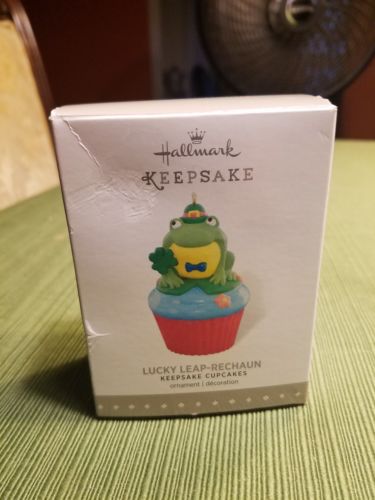 Hallmark
KEEPSAKE
LUCKY LEAP-RECHAUN
KEEPSAKE CUPCAKES
ornament | décoration